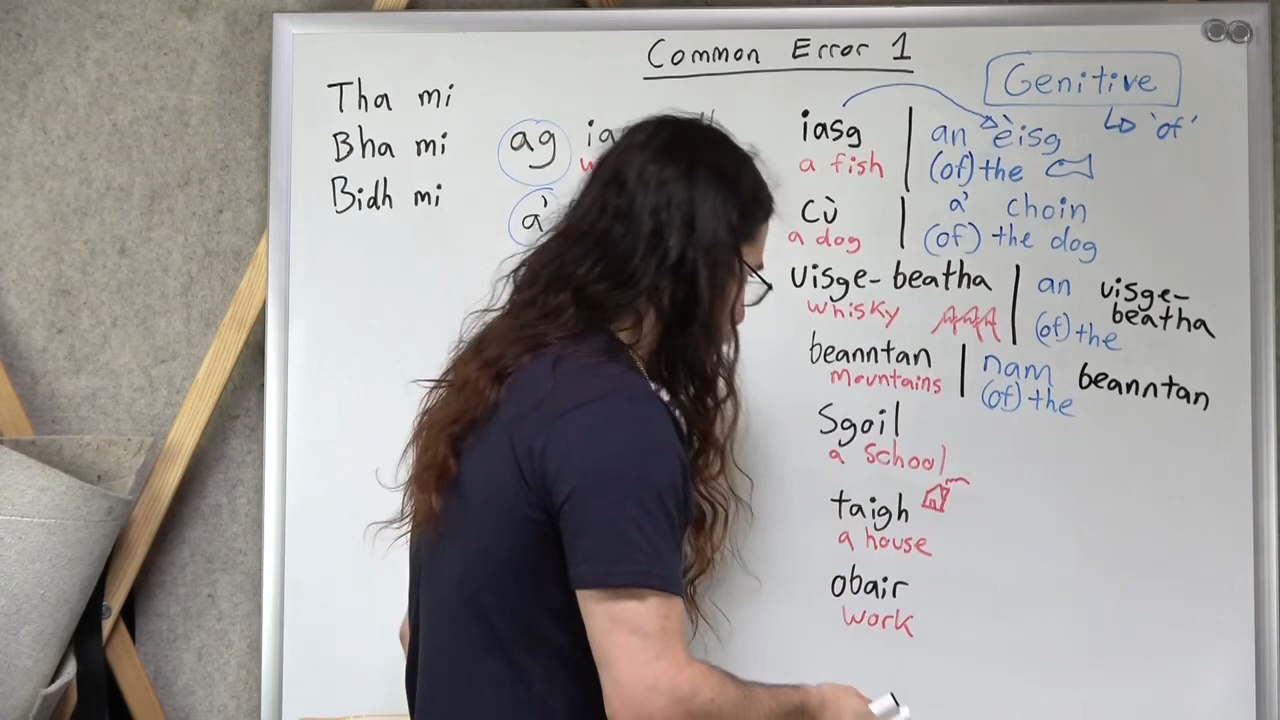 Common Error 1
Genitive
↳ 'of'
Tha mi
Bha mi
Bidh mi
ag
a'
iasg | an èisg
a fish | (of) the
Cù | a' choin
a dog | (of) the dog
uisge-beatha | an uisge-beatha
whisky | (of) the
beanntan | nam beanntan
mountains | (of) the
Sgoil
a school
taigh
a house
obair
work